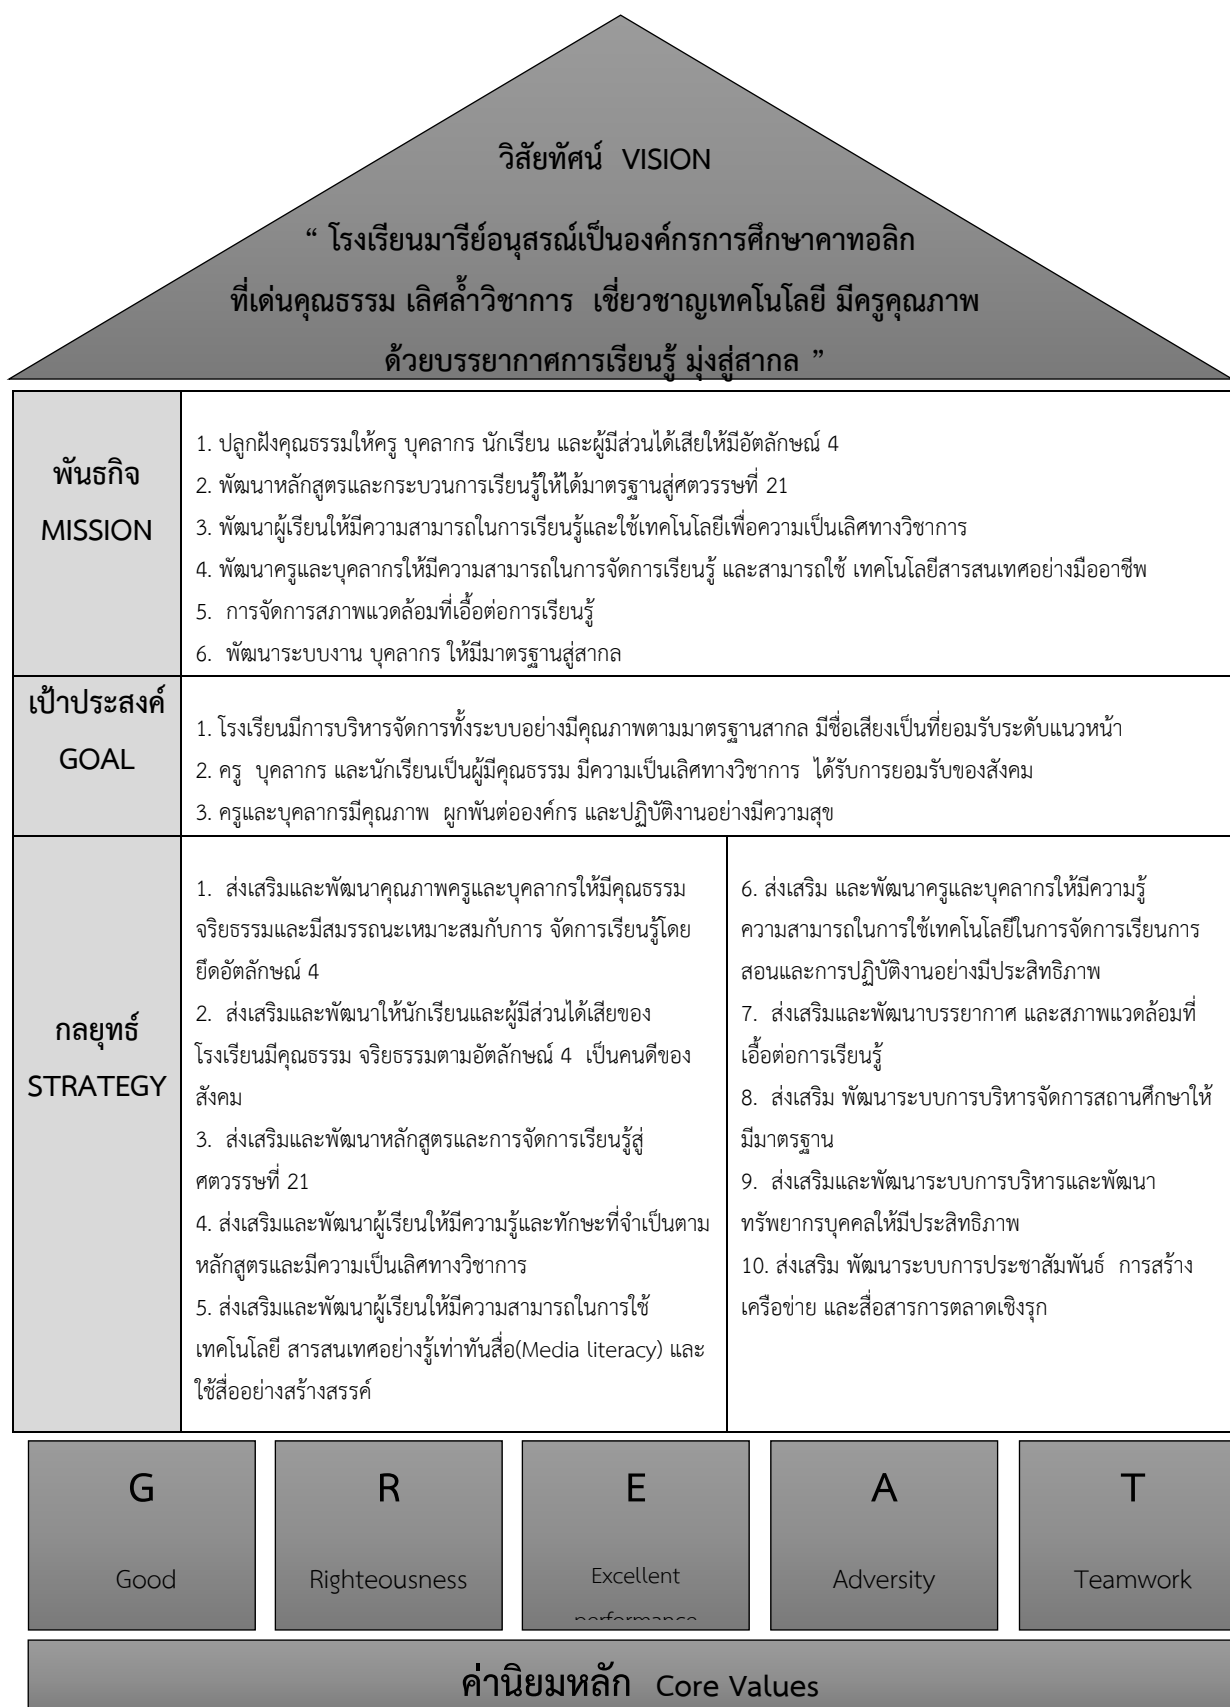 วิสัยทัศน์ VISION
“ โรงเรียนมารีย์อนุสรณ์เป็นองค์กรการศึกษาคาทอลิก
ที่เด่นคุณธรรม เลิศล้ำวิชาการ เชี่ยวชาญเทคโนโลยี มีครูคุณภาพ
ด้วยบรรยากาศการเรียนรู้ มุ่งสู่สากล ”
พันธกิจ
MISSION
1. ปลูกฝังคุณธรรมให้ครู บุคลากร นักเรียน และผู้มีส่วนได้เสียให้มีอัตลักษณ์ 4
2. พัฒนาหลักสูตรและกระบวนการเรียนรู้ให้ได้มาตรฐานสู่ศตวรรษที่ 21
3. พัฒนาผู้เรียนให้มีความสามารถในการเรียนรู้และใช้เทคโนโลยีเพื่อความเป็นเลิศทางวิชาการ
4. พัฒนาครูและบุคลากรให้มีความสามารถในการจัดการเรียนรู้ และสามารถใช้ เทคโนโลยีสารสนเทศอย่างมืออาชีพ
5. การจัดการสภาพแวดล้อมที่เอื้อต่อการเรียนรู้
6. พัฒนาระบบงาน บุคลากร ให้มีมาตรฐานสู่สากล
เป้าประสงค์
GOAL
1. โรงเรียนมีการบริหารจัดการทั้งระบบอย่างมีคุณภาพตามมาตรฐานสากล มีชื่อเสียงเป็นที่ยอมรับระดับแนวหน้า
2. ครู บุคลากร และนักเรียนเป็นผู้มีคุณธรรม มีความเป็นเลิศทางวิชาการ ได้รับการยอมรับของสังคม
3. ครูและบุคลากรมีคุณภาพ ผูกพันต่อองค์กร และปฏิบัติงานอย่างมีความสุข
กลยุทธ์
STRATEGY
1. ส่งเสริมและพัฒนาคุณภาพครูและบุคลากรให้มีคุณธรรม
จริยธรรมและมีสมรรถนะเหมาะสมกับการ จัดการเรียนรู้โดย
ยึดอัตลักษณ์ 4
2. ส่งเสริมและพัฒนาให้นักเรียนและผู้มีส่วนได้เสียของ
โรงเรียนมีคุณธรรม จริยธรรมตามอัตลักษณ์ 4 เป็นคนดีของ
สังคม
3. ส่งเสริมและพัฒนาหลักสูตรและการจัดการเรียนรู้สู่
ศตวรรษที่ 21
4. ส่งเสริมและพัฒนาผู้เรียนให้มีความรู้และทักษะที่จำเป็นตาม
หลักสูตรและมีความเป็นเลิศทางวิชาการ
5. ส่งเสริมและพัฒนาผู้เรียนให้มีความสามารถในการใช้
เทคโนโลยี สารสนเทศอย่างรู้เท่าทันสื่อ(Media literacy) และ
ใช้สื่ออย่างสร้างสรรค์
6. ส่งเสริม และพัฒนาครูและบุคลากรให้มีความรู้
ความสามารถในการใช้เทคโนโลยีในการจัดการเรียนการ
สอนและการปฏิบัติงานอย่างมีประสิทธิภาพ
7. ส่งเสริมและพัฒนาบรรยากาศ และสภาพแวดล้อมที่
เอื้อต่อการเรียนรู้
8. ส่งเสริม พัฒนาระบบการบริหารจัดการสถานศึกษาให้
มีมาตรฐาน
9. ส่งเสริมและพัฒนาระบบการบริหารและพัฒนา
ทรัพยากรบุคคลให้มีประสิทธิภาพ
10. ส่งเสริม พัฒนาระบบการประชาสัมพันธ์ การสร้าง
เครือข่าย และสื่อสารการตลาดเชิงรุก
G
Good
R
Righteousness
E
Excellent
performance
A
Adversity
T
Teamwork
ค่านิยมหลัก Core Values